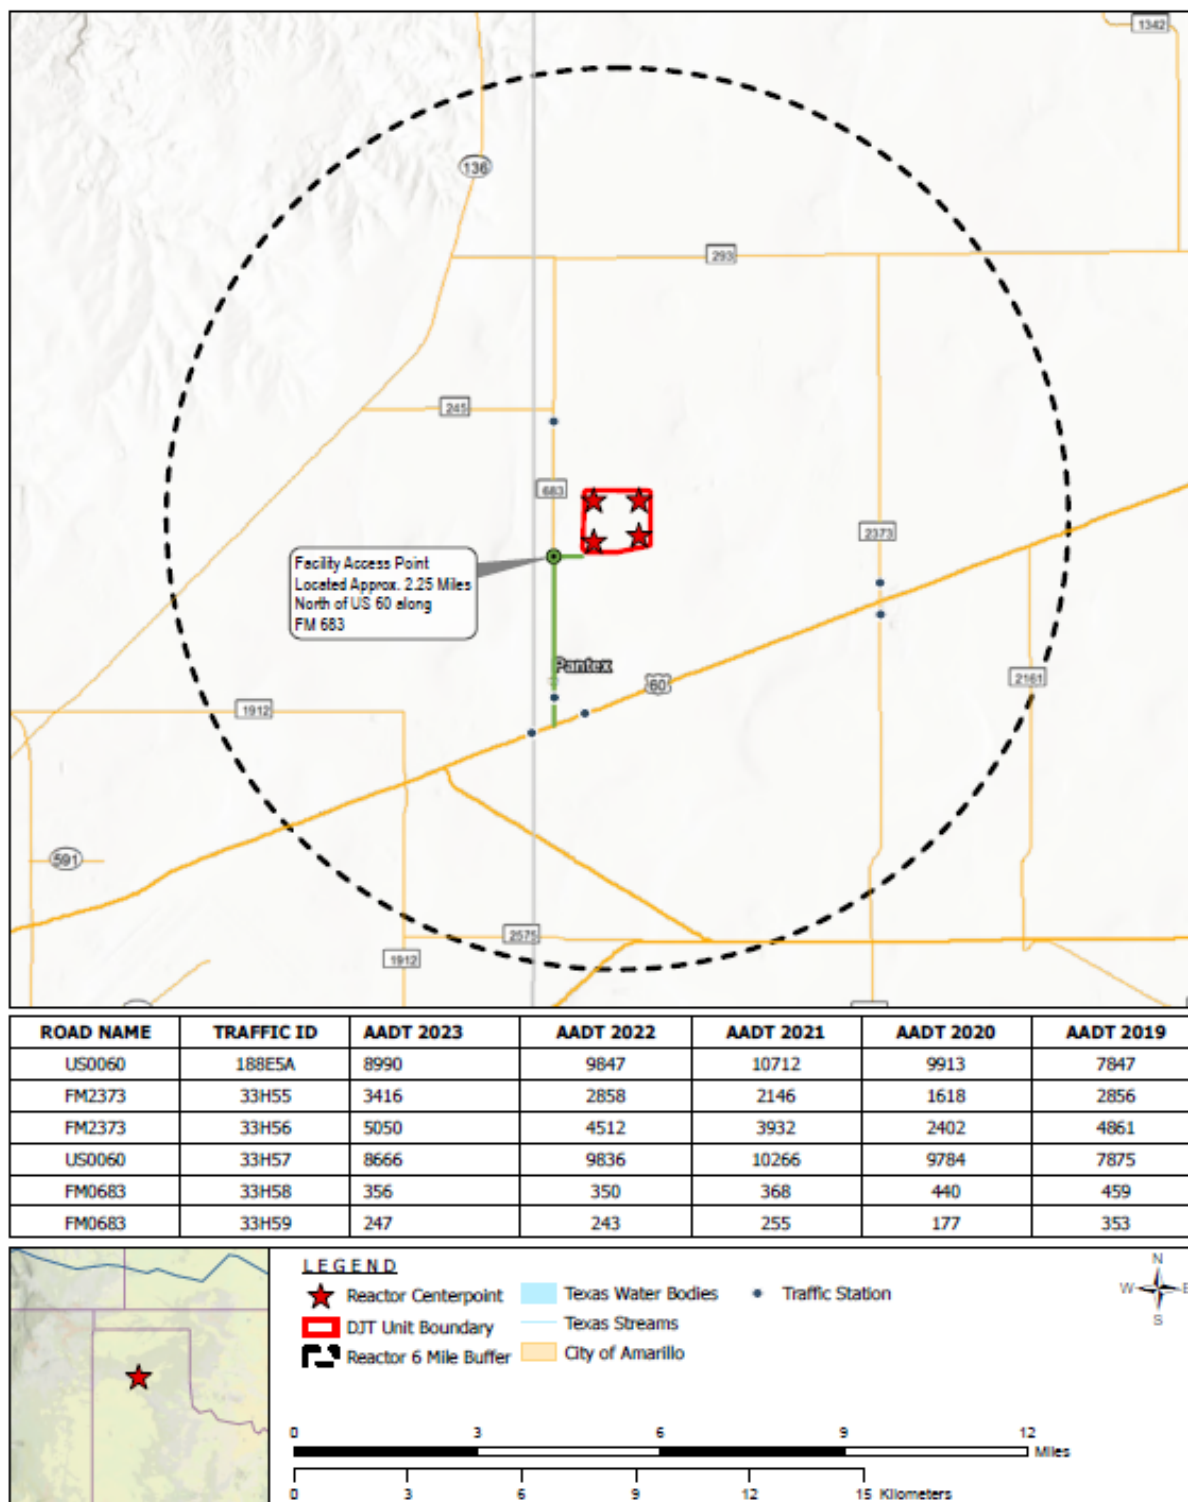 1342
136
293
245
683
2373
Facility Access Point
Located Approx. 2.25 Miles
North of US 60 along
FM 683
Pantex
60
2161
1912
591
2575
1912
ROAD NAME TRAFFIC ID AADT 2023 AADT 2022 AADT 2021 AADT 2020 AADT 2019
US0060 188E5A 8990 9847 10712 9913 7847
FM2373 33H55 3416 2858 2146 1618 2856
FM2373 33H56 5050 4512 3932 2402 4861
US0060 33H57 8666 9836 10266 9784 7875
FM0683 33H58 356 350 368 440 459
FM0683 33H59 247 243 255 177 353
LEGEND
Reactor Centerpoint
DJT Unit Boundary
Reactor 6 Mile Buffer
Texas Water Bodies
Texas Streams
City of Amarillo
Traffic Station
N
W E
S
0 3 6 9 12
Miles
0 3 6 9 12 15 Kilometers